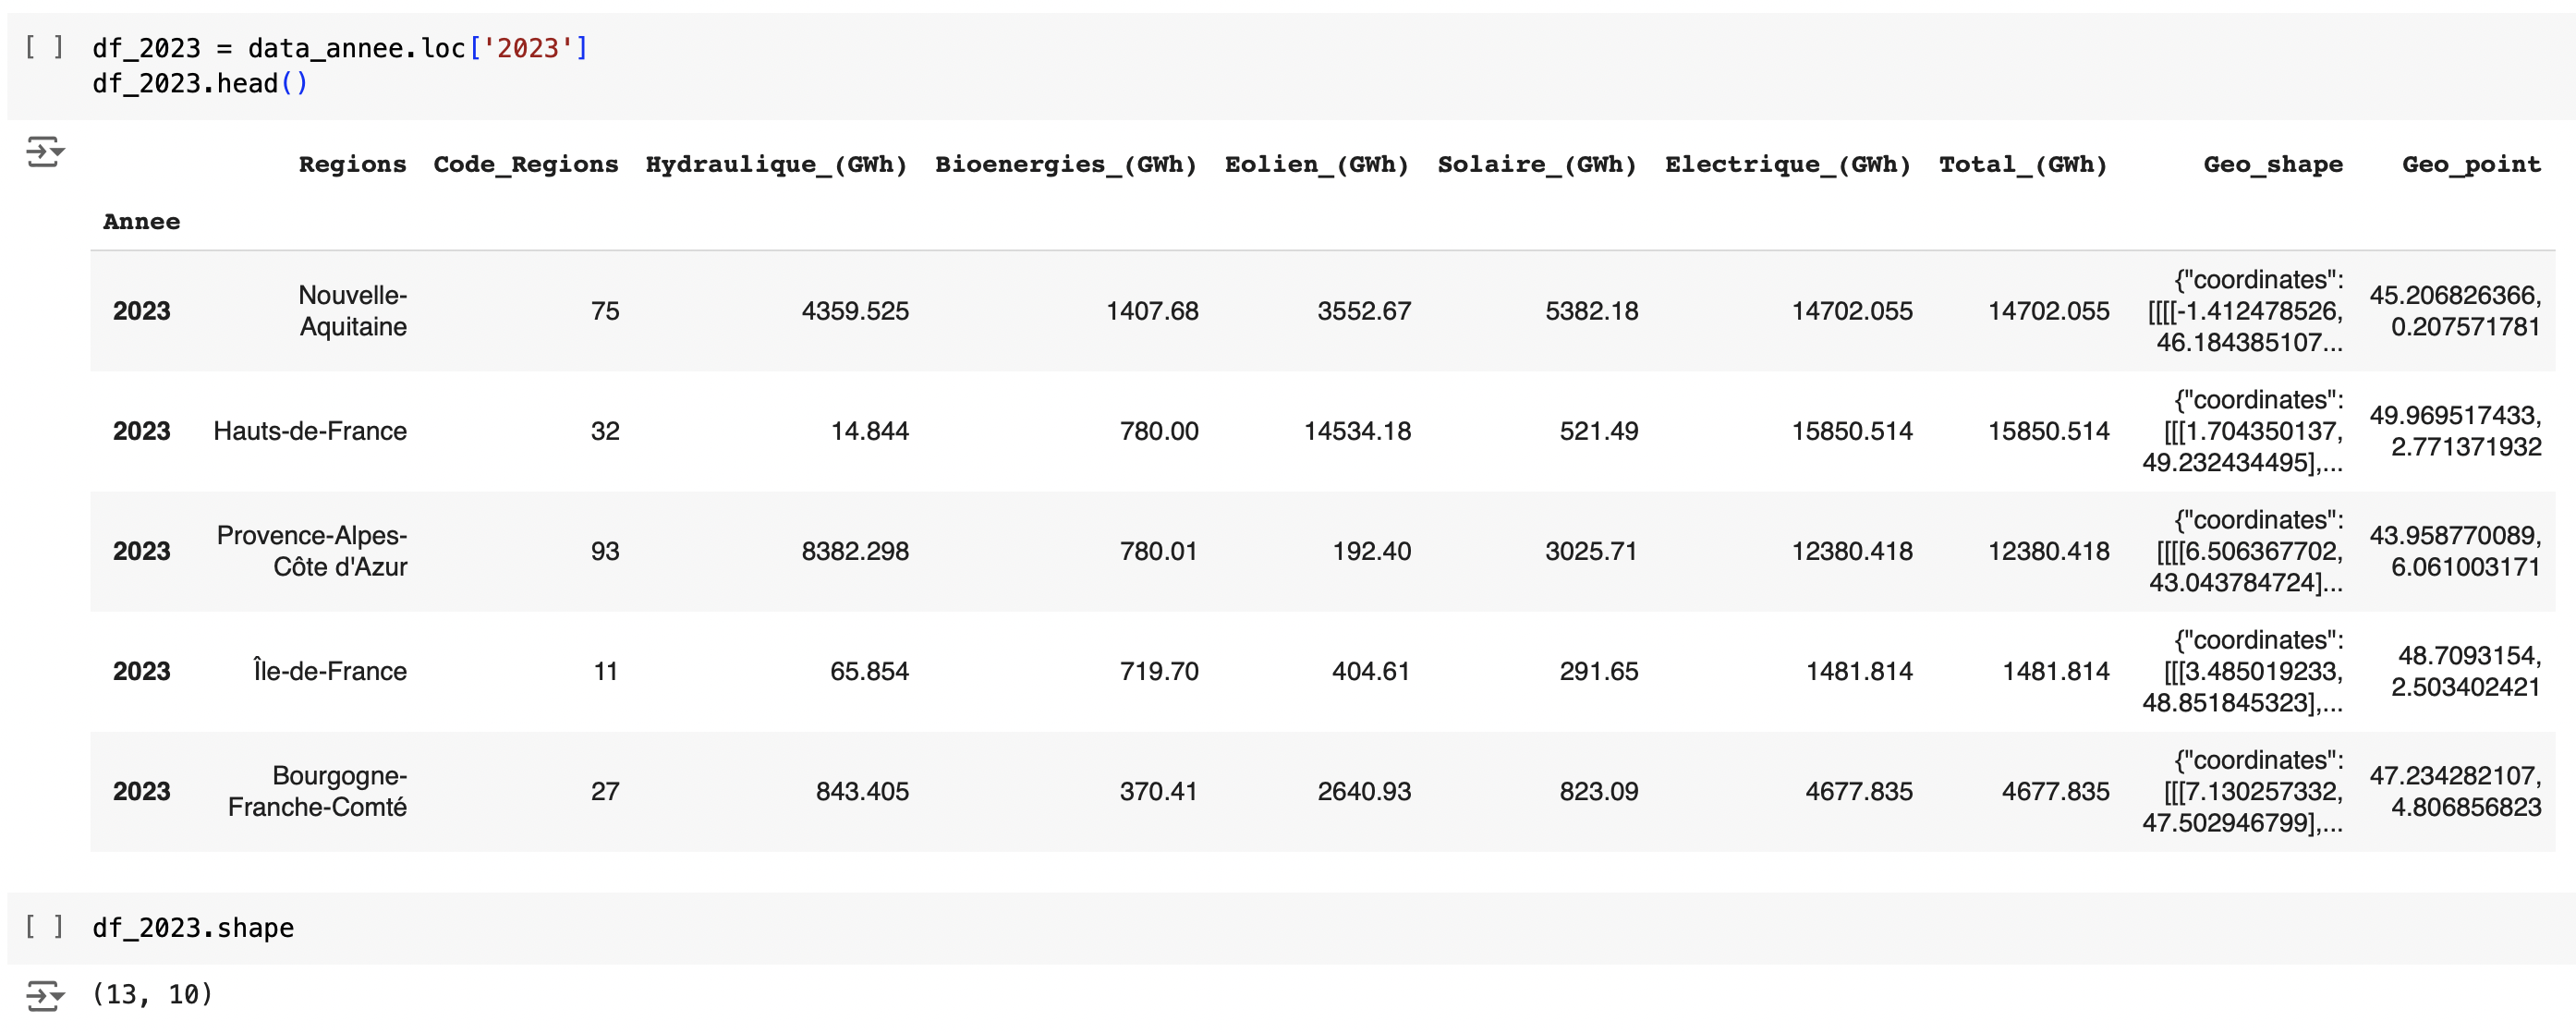 [ ] df_2023 = data_annee.loc['2023']
df_2023.head()
Regions Code_Regions Hydraulique_(GWh) Bioenergies_(GWh) Eolien_(GWh) Solaire_(GWh) Electrique_(GWh) Total_(GWh) Geo_shape Geo_point
Annee
2023 Nouvelle-Aquitaine 75 4359.525 1407.68 3552.67 5382.18 14702.055 14702.055 {"coordinates": [[[[-1.412478526, 46.184385107... 45.206826366, 0.207571781
2023 Hauts-de-France 32 14.844 780.00 14534.18 521.49 15850.514 15850.514 {"coordinates": [[[1.704350137, 49.232434495],... 49.969517433, 2.771371932
2023 Provence-Alpes-Côte d'Azur 93 8382.298 780.01 192.40 3025.71 12380.418 12380.418 {"coordinates": [[[[6.506367702, 43.043784724]... 43.958770089, 6.061003171
2023 Île-de-France 11 65.854 719.70 404.61 291.65 1481.814 1481.814 {"coordinates": [[[3.485019233, 48.851845323],... 48.7093154, 2.503402421
2023 Bourgogne-Franche-Comté 27 843.405 370.41 2640.93 823.09 4677.835 4677.835 {"coordinates": [[[7.130257332, 47.502946799],... 47.234282107, 4.806856823
[ ] df_2023.shape
(13, 10)